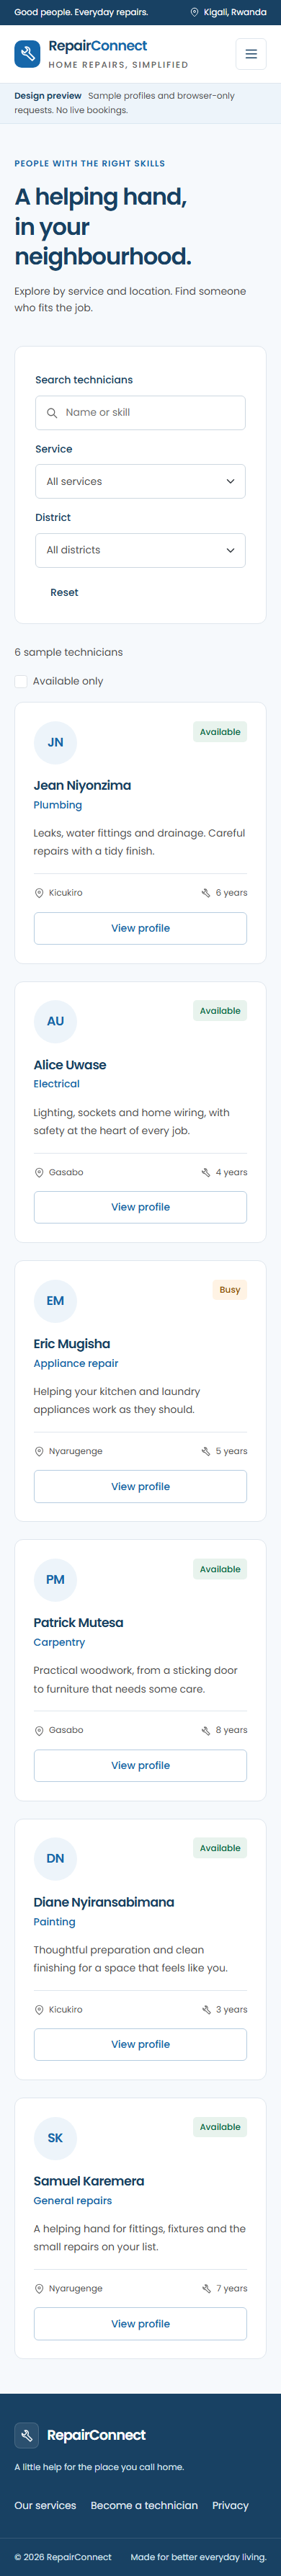 Good people. Everyday repairs.
Kigali, Rwanda
RepairConnect
HOME REPAIRS, SIMPLIFIED
Design preview Sample profiles and browser-only
requests. No live bookings.
PEOPLE WITH THE RIGHT SKILLS
A helping hand,
in your
neighbourhood.
Explore by service and location. Find someone
who fits the job.
Search technicians
Name or skill
Service
All services
District
All districts
Reset
6 sample technicians
Available only
JN
Available
Jean Niyonzima
Plumbing
Leaks, water fittings and drainage. Careful
repairs with a tidy finish.
Kicukiro
6 years
View profile
AU
Available
Alice Uwase
Electrical
Lighting, sockets and home wiring, with
safety at the heart of every job.
Gasabo
4 years
View profile
EM
Busy
Eric Mugisha
Appliance repair
Helping your kitchen and laundry
appliances work as they should.
Nyarugenge
5 years
View profile
PM
Available
Patrick Mutesa
Carpentry
Practical woodwork, from a sticking door
to furniture that needs some care.
Gasabo
8 years
View profile
DN
Available
Diane Nyiransabimana
Painting
Thoughtful preparation and clean
finishing for a space that feels like you.
Kicukiro
3 years
View profile
SK
Available
Samuel Karemera
General repairs
A helping hand for fittings, fixtures and the
small repairs on your list.
Nyarugenge
7 years
View profile
RepairConnect
A little help for the place you call home.
Our services Become a technician Privacy
© 2026 RepairConnect
Made for better everyday living.